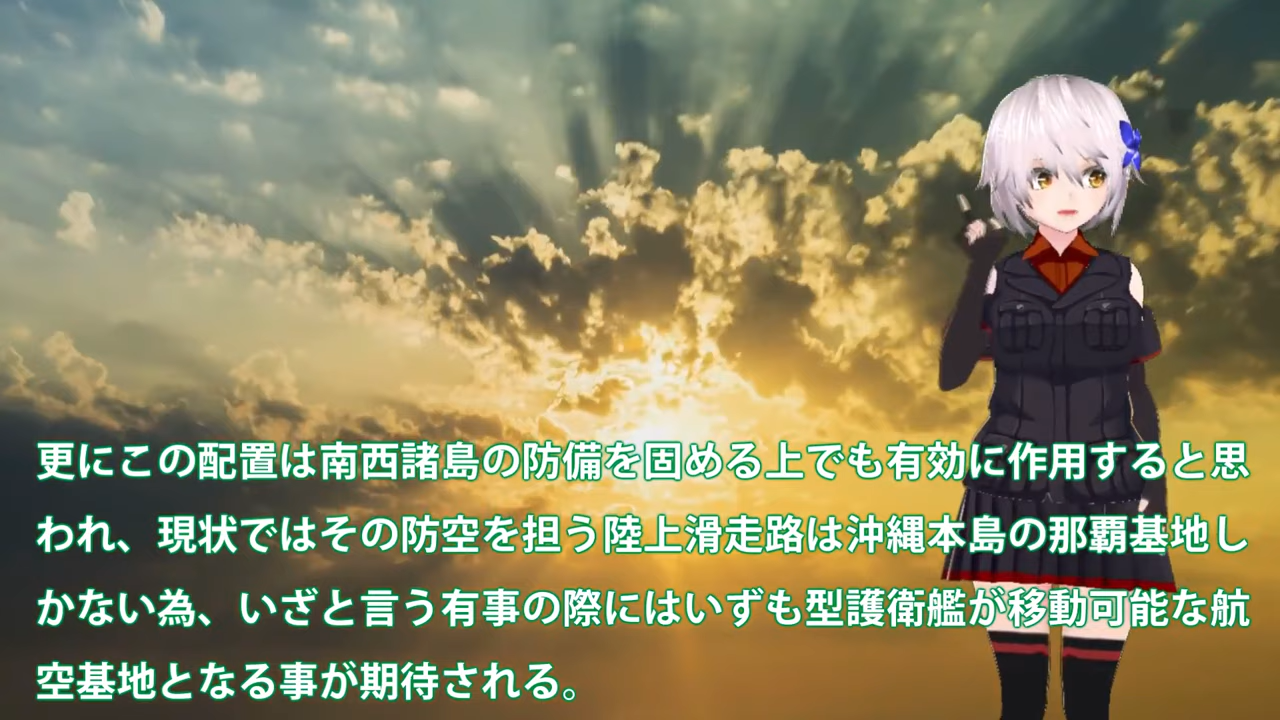 更にこの配置は南西諸島の防備を固める上でも有効に作用すると思
われ、現状ではその防空を担う陸上滑走路は沖縄本島の那覇基地し
かない為、いざと言う有事の際にはいずも型護衛艦が移動可能な航
空基地となる事が期待される。